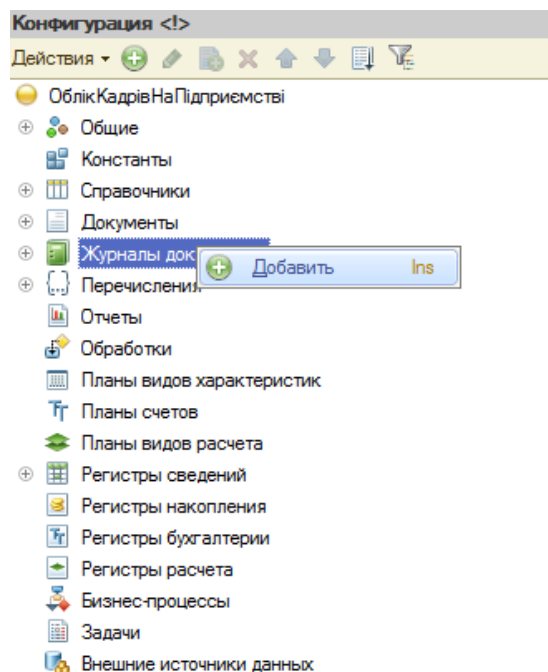 Конфигурация <!>
Действия
ОблікКадрівНаПідприємстві
Общие
Константы
Справочники
Документы
Журналы док
Добавить Ins
Перечисления
Отчеты
Обработки
Планы видов характеристик
Планы счетов
Планы видов расчета
Регистры сведений
Регистры накопления
Регистры бухгалтерии
Регистры расчета
Бизнес-процессы
Задачи
Внешние источники данных